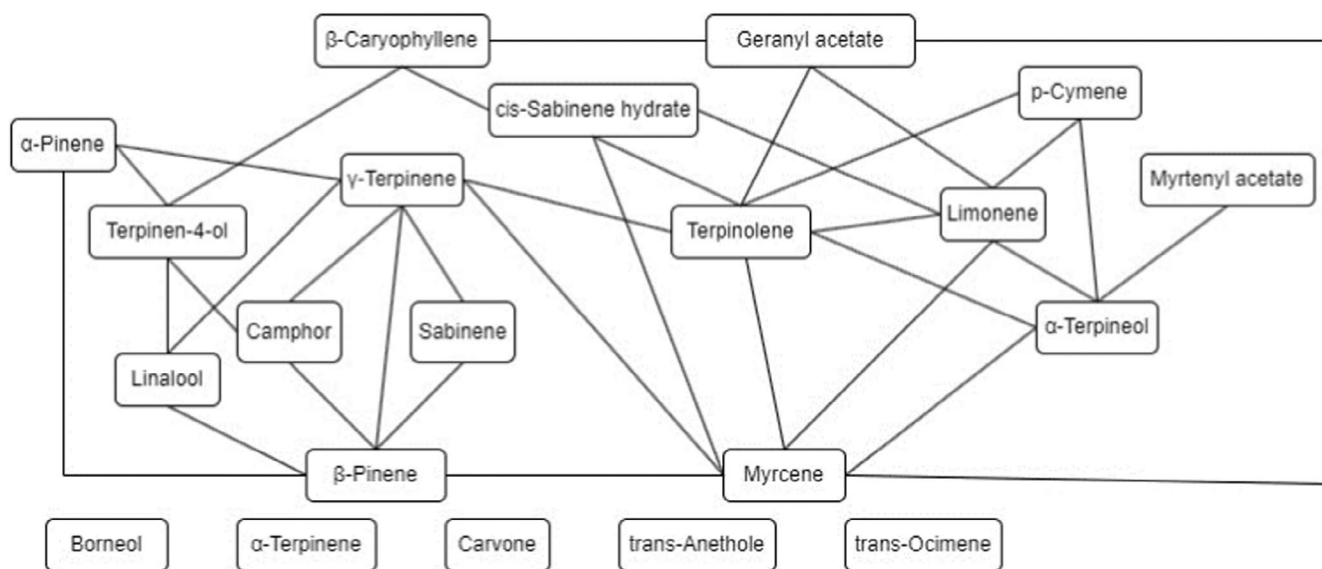 β-Caryophyllene
Geranyl acetate
cis-Sabinene hydrate
p-Cymene
α-Pinene
γ-Terpinene
Myrtenyl acetate
Terpinen-4-ol
Terpinolene
Limonene
Camphor
Sabinene
α-Terpineol
Linalool
β-Pinene
Myrcene
Borneol
α-Terpinene
Carvone
trans-Anethole
trans-Ocimene